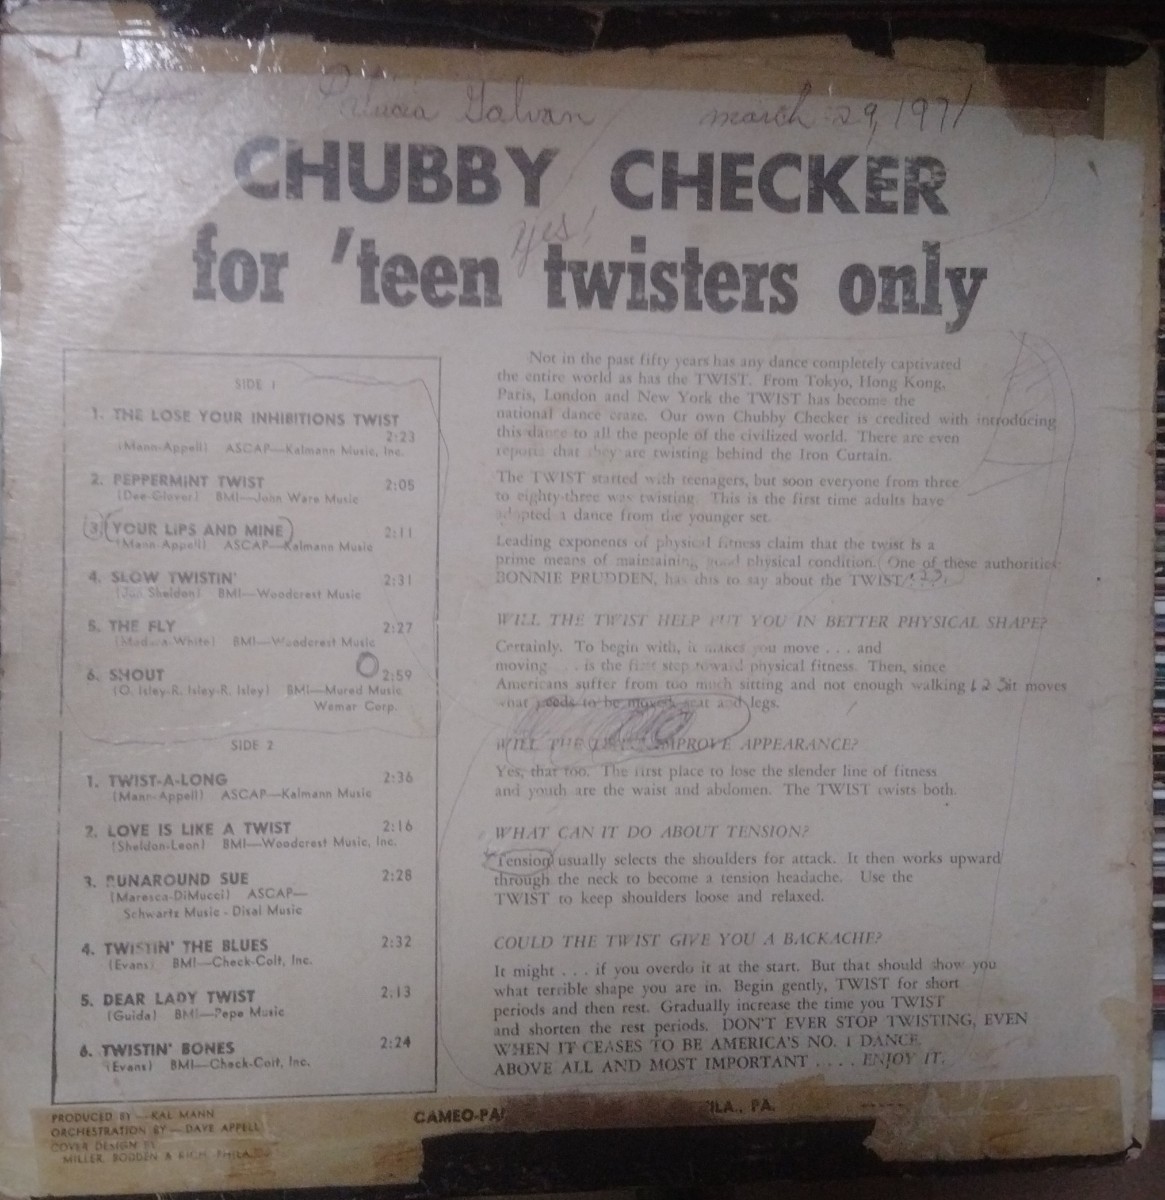 Patricia Galvan march 29, 1971
CHUBBY CHECKER
yes!
for 'teen twisters only
SIDE 1
1. THE LOSE YOUR INHIBITIONS TWIST
2:23
(Mann-Appell) ASCAP—Kalmann Music, Inc.
2. PEPPERMINT TWIST 2:05
(Dee-Glover) BMI—John Ware Music
3. YOUR LIPS AND MINE 2:11
(Mann-Appell) ASCAP—Kalmann Music
4. SLOW TWISTIN' 2:31
(Jon Sheldon) BMI—Woodcrest Music
5. THE FLY 2:27
(Madara-White) BMI—Woodcrest Music
6. SHOUT 2:59
(O. Isley-R. Isley-R. Isley) BMI—Mured Music
Wemar Corp.
SIDE 2
1. TWIST-A-LONG 2:36
(Mann-Appell) ASCAP—Kalmann Music
2. LOVE IS LIKE A TWIST 2:16
(Sheldon-Leon) BMI—Woodcrest Music, Inc.
3. RUNAROUND SUE 2:28
(Maresca-DiMucci) ASCAP—
Schwartz Music - Disal Music
4. TWISTIN' THE BLUES 2:32
(Evans) BMI—Check-Colt, Inc.
5. DEAR LADY TWIST 2:13
(Guida) BMI—Pepe Music
6. TWISTIN' BONES 2:24
(Evans) BMI—Check-Colt, Inc.
Not in the past fifty years has any dance completely captivated
the entire world as has the TWIST. From Tokyo, Hong Kong,
Paris, London and New York the TWIST has become the
national dance craze. Our own Chubby Checker is credited with introducing
this dance to all the people of the civilized world. There are even
reports that they are twisting behind the Iron Curtain.
The TWIST started with teenagers, but soon everyone from three
to eighty-three was twisting. This is the first time adults have
adopted a dance from the younger set.
Leading exponents of physical fitness claim that the twist is a
prime means of maintaining good physical condition. One of these authorities
BONNIE PRUDDEN, has this to say about the TWIST
WILL THE TWIST HELP PUT YOU IN BETTER PHYSICAL SHAPE?
Certainly. To begin with, it makes you move . . . and
moving . . . is the first step toward physical fitness. Then, since
Americans suffer from too much sitting and not enough walking 1 2 3 it moves
what needs to be moved, seat and legs.
WILL THE IMPROVE APPEARANCE?
Yes, that too. The first place to lose the slender line of fitness
and youth are the waist and abdomen. The TWIST twists both.
WHAT CAN IT DO ABOUT TENSION?
Tension usually selects the shoulders for attack. It then works upward
through the neck to become a tension headache. Use the
TWIST to keep shoulders loose and relaxed.
COULD THE TWIST GIVE YOU A BACKACHE?
It might . . . if you overdo it at the start. But that should show you
what terrible shape you are in. Begin gently, TWIST for short
periods and then rest. Gradually increase the time you TWIST
and shorten the rest periods. DON'T EVER STOP TWISTING, EVEN
WHEN IT CEASES TO BE AMERICA'S NO. 1 DANCE.
ABOVE ALL AND MOST IMPORTANT . . . . ENJOY IT.
PRODUCED BY — KAL MANN
ORCHESTRATION BY — DAVE APPELL
COVER DESIGN BY
MILLER, BODDEN & RICH, PHILA.
CAMEO-PA ILA., PA.